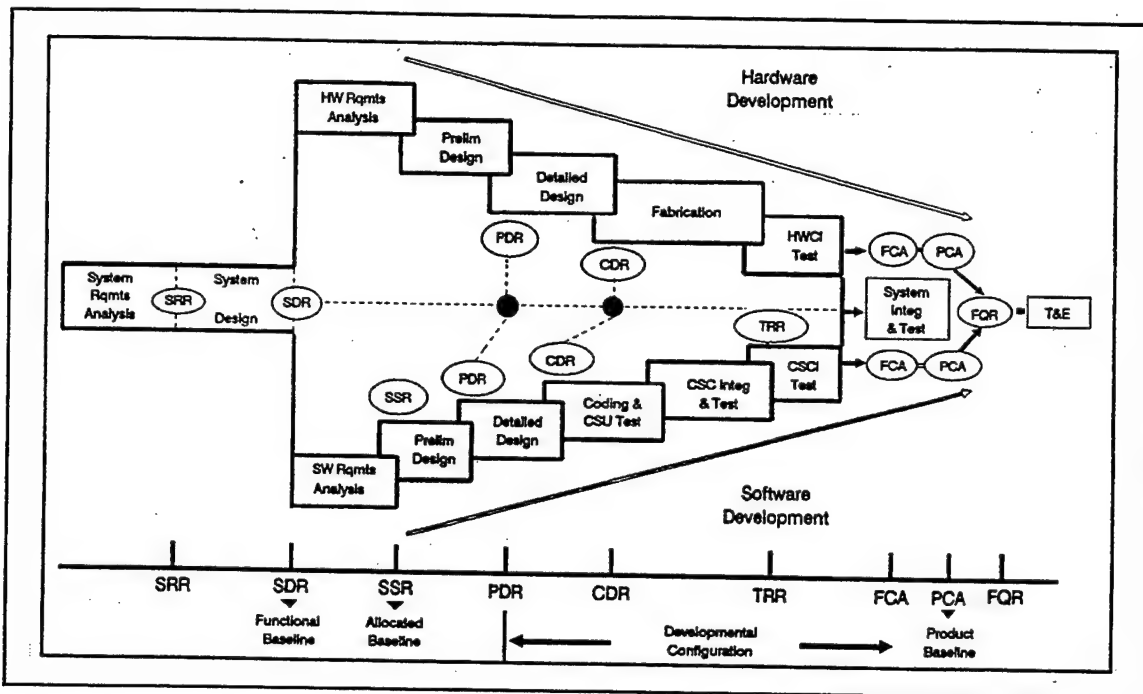 Hardware
Development
HW Rqmts
Analysis
Prelim
Design
Detailed
Design
Fabrication
HWCI
Test
PDR
CDR
FCA
PCA
System
Rqmts
Analysis
SRR
System
Design
SDR
System
Integ
& Test
FQR
T&E
TRR
PDR
CDR
SSR
CSCI
Test
FCA
PCA
CSC Integ
& Test
Coding &
CSU Test
Detailed
Design
Prelim
Design
SW Rqmts
Analysis
Software
Development
SRR
SDR
SSR
PDR
CDR
TRR
FCA
PCA
FQR
Functional
Baseline
Allocated
Baseline
Developmental
Configuration
Product
Baseline